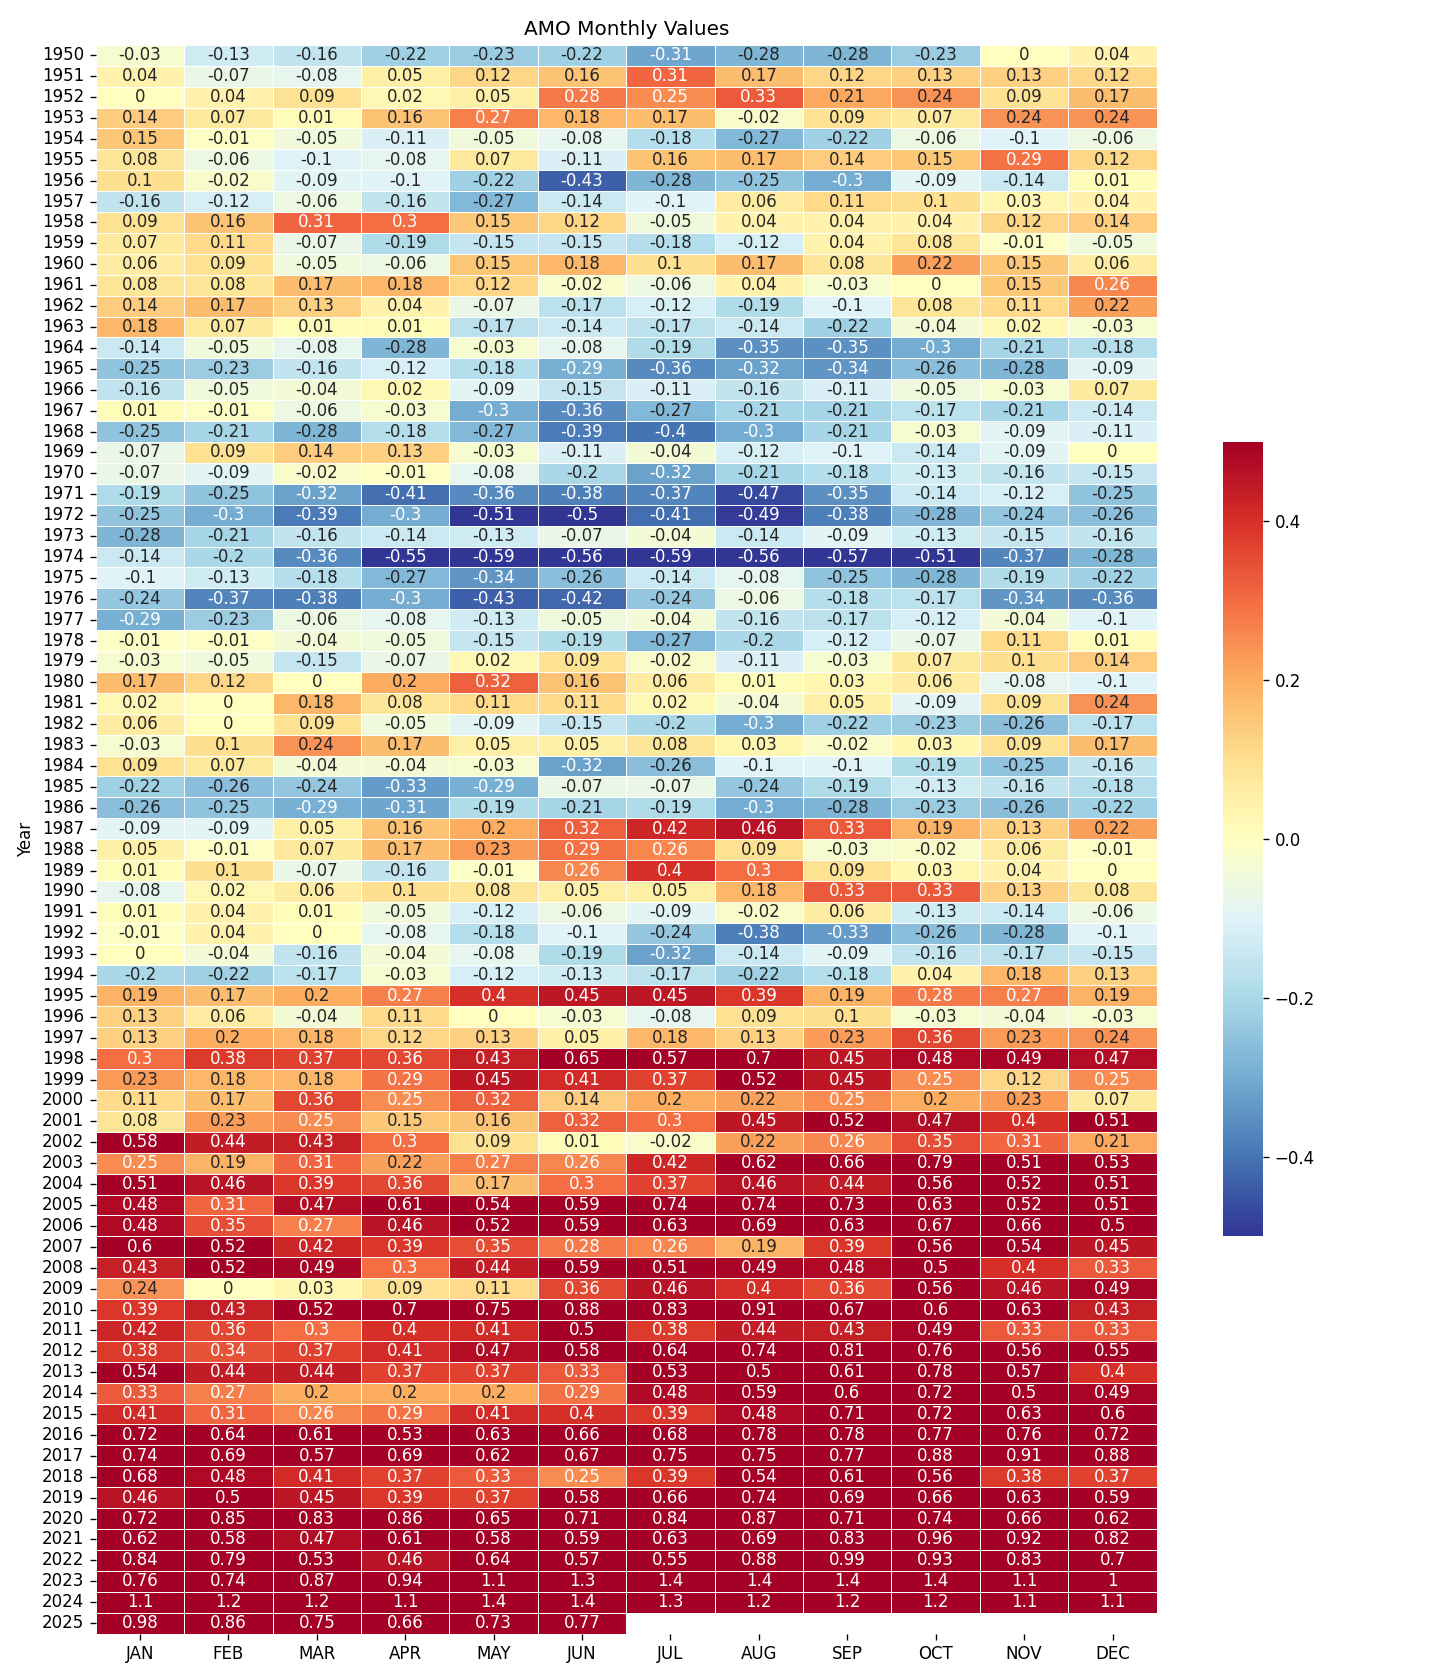 AMO Monthly Values
1950 -0.03 -0.13 -0.16 -0.22 -0.23 -0.22 -0.31 -0.28 -0.28 -0.23 0 0.04
1951 0.04 -0.07 -0.08 0.05 0.12 0.16 0.31 0.17 0.12 0.13 0.13 0.12
1952 0 0.04 0.09 0.02 0.05 0.28 0.25 0.33 0.21 0.24 0.09 0.17
1953 0.14 0.07 0.01 0.16 0.27 0.18 0.17 -0.02 0.09 0.07 0.24 0.24
1954 0.15 -0.01 -0.05 -0.11 -0.05 -0.08 -0.18 -0.27 -0.22 -0.06 -0.1 -0.06
1955 0.08 -0.06 -0.1 -0.08 0.07 -0.11 0.16 0.17 0.14 0.15 0.29 0.12
1956 0.1 -0.02 -0.09 -0.1 -0.22 -0.43 -0.28 -0.25 -0.3 -0.09 -0.14 0.01
1957 -0.16 -0.12 -0.06 -0.16 -0.27 -0.14 -0.1 0.06 0.11 0.1 0.03 0.04
1958 0.09 0.16 0.31 0.3 0.15 0.12 -0.05 0.04 0.04 0.04 0.12 0.14
1959 0.07 0.11 -0.07 -0.19 -0.15 -0.15 -0.18 -0.12 0.04 0.08 -0.01 -0.05
1960 0.06 0.09 -0.05 -0.06 0.15 0.18 0.1 0.17 0.08 0.22 0.15 0.06
1961 0.08 0.08 0.17 0.18 0.12 -0.02 -0.06 0.04 -0.03 0 0.15 0.26
1962 0.14 0.17 0.13 0.04 -0.07 -0.17 -0.12 -0.19 -0.1 0.08 0.11 0.22
1963 0.18 0.07 0.01 0.01 -0.17 -0.14 -0.17 -0.14 -0.22 -0.04 0.02 -0.03
1964 -0.14 -0.05 -0.08 -0.28 -0.03 -0.08 -0.19 -0.35 -0.35 -0.3 -0.21 -0.18
1965 -0.25 -0.23 -0.16 -0.12 -0.18 -0.29 -0.36 -0.32 -0.34 -0.26 -0.28 -0.09
1966 -0.16 -0.05 -0.04 0.02 -0.09 -0.15 -0.11 -0.16 -0.11 -0.05 -0.03 0.07
1967 0.01 -0.01 -0.06 -0.03 -0.3 -0.36 -0.27 -0.21 -0.21 -0.17 -0.21 -0.14
1968 -0.25 -0.21 -0.28 -0.18 -0.27 -0.39 -0.4 -0.3 -0.21 -0.03 -0.09 -0.11
1969 -0.07 0.09 0.14 0.13 -0.03 -0.11 -0.04 -0.12 -0.1 -0.14 -0.09 0
1970 -0.07 -0.09 -0.02 -0.01 -0.08 -0.2 -0.32 -0.21 -0.18 -0.13 -0.16 -0.15
1971 -0.19 -0.25 -0.32 -0.41 -0.36 -0.38 -0.37 -0.47 -0.35 -0.14 -0.12 -0.25
1972 -0.25 -0.3 -0.39 -0.3 -0.51 -0.5 -0.41 -0.49 -0.38 -0.28 -0.24 -0.26
1973 -0.28 -0.21 -0.16 -0.14 -0.13 -0.07 -0.04 -0.14 -0.09 -0.13 -0.15 -0.16
1974 -0.14 -0.2 -0.36 -0.55 -0.59 -0.56 -0.59 -0.56 -0.57 -0.51 -0.37 -0.28
1975 -0.1 -0.13 -0.18 -0.27 -0.34 -0.26 -0.14 -0.08 -0.25 -0.28 -0.19 -0.22
1976 -0.24 -0.37 -0.38 -0.3 -0.43 -0.42 -0.24 -0.06 -0.18 -0.17 -0.34 -0.36
1977 -0.29 -0.23 -0.06 -0.08 -0.13 -0.05 -0.04 -0.16 -0.17 -0.12 -0.04 -0.1
1978 -0.01 -0.01 -0.04 -0.05 -0.15 -0.19 -0.27 -0.2 -0.12 -0.07 0.11 0.01
1979 -0.03 -0.05 -0.15 -0.07 0.02 0.09 -0.02 -0.11 -0.03 0.07 0.1 0.14
1980 0.17 0.12 0 0.2 0.32 0.16 0.06 0.01 0.03 0.06 -0.08 -0.1
1981 0.02 0 0.18 0.08 0.11 0.11 0.02 -0.04 0.05 -0.09 0.09 0.24
1982 0.06 0 0.09 -0.05 -0.09 -0.15 -0.2 -0.3 -0.22 -0.23 -0.26 -0.17
1983 -0.03 0.1 0.24 0.17 0.05 0.05 0.08 0.03 -0.02 0.03 0.09 0.17
1984 0.09 0.07 -0.04 -0.04 -0.03 -0.32 -0.26 -0.1 -0.1 -0.19 -0.25 -0.16
1985 -0.22 -0.26 -0.24 -0.33 -0.29 -0.07 -0.07 -0.24 -0.19 -0.13 -0.16 -0.18
1986 -0.26 -0.25 -0.29 -0.31 -0.19 -0.21 -0.19 -0.3 -0.28 -0.23 -0.26 -0.22
1987 -0.09 -0.09 0.05 0.16 0.2 0.32 0.42 0.46 0.33 0.19 0.13 0.22
1988 0.05 -0.01 0.07 0.17 0.23 0.29 0.26 0.09 -0.03 -0.02 0.06 -0.01
1989 0.01 0.1 -0.07 -0.16 -0.01 0.26 0.4 0.3 0.09 0.03 0.04 0
1990 -0.08 0.02 0.06 0.1 0.08 0.05 0.05 0.18 0.33 0.33 0.13 0.08
1991 0.01 0.04 0.01 -0.05 -0.12 -0.06 -0.09 -0.02 0.06 -0.13 -0.14 -0.06
1992 -0.01 0.04 0 -0.08 -0.18 -0.1 -0.24 -0.38 -0.33 -0.26 -0.28 -0.1
1993 0 -0.04 -0.16 -0.04 -0.08 -0.19 -0.32 -0.14 -0.09 -0.16 -0.17 -0.15
1994 -0.2 -0.22 -0.17 -0.03 -0.12 -0.13 -0.17 -0.22 -0.18 0.04 0.18 0.13
1995 0.19 0.17 0.2 0.27 0.4 0.45 0.45 0.39 0.19 0.28 0.27 0.19
1996 0.13 0.06 -0.04 0.11 0 -0.03 -0.08 0.09 0.1 -0.03 -0.04 -0.03
1997 0.13 0.2 0.18 0.12 0.13 0.05 0.18 0.13 0.23 0.36 0.23 0.24
1998 0.3 0.38 0.37 0.36 0.43 0.65 0.57 0.7 0.45 0.48 0.49 0.47
1999 0.23 0.18 0.18 0.29 0.45 0.41 0.37 0.52 0.45 0.25 0.12 0.25
2000 0.11 0.17 0.36 0.25 0.32 0.14 0.2 0.22 0.25 0.2 0.23 0.07
2001 0.08 0.23 0.25 0.15 0.16 0.32 0.3 0.45 0.52 0.47 0.4 0.51
2002 0.58 0.44 0.43 0.3 0.09 0.01 -0.02 0.22 0.26 0.35 0.31 0.21
2003 0.25 0.19 0.31 0.22 0.27 0.26 0.42 0.62 0.66 0.79 0.51 0.53
2004 0.51 0.46 0.39 0.36 0.17 0.3 0.37 0.46 0.44 0.56 0.52 0.51
2005 0.48 0.31 0.47 0.61 0.54 0.59 0.74 0.74 0.73 0.63 0.52 0.51
2006 0.48 0.35 0.27 0.46 0.52 0.59 0.63 0.69 0.63 0.67 0.66 0.5
2007 0.6 0.52 0.42 0.39 0.35 0.28 0.26 0.19 0.39 0.56 0.54 0.45
2008 0.43 0.52 0.49 0.3 0.44 0.59 0.51 0.49 0.48 0.5 0.4 0.33
2009 0.24 0 0.03 0.09 0.11 0.36 0.46 0.4 0.36 0.56 0.46 0.49
2010 0.39 0.43 0.52 0.7 0.75 0.88 0.83 0.91 0.67 0.6 0.63 0.43
2011 0.42 0.36 0.3 0.4 0.41 0.5 0.38 0.44 0.43 0.49 0.33 0.33
2012 0.38 0.34 0.37 0.41 0.47 0.58 0.64 0.74 0.81 0.76 0.56 0.55
2013 0.54 0.44 0.44 0.37 0.37 0.33 0.53 0.5 0.61 0.78 0.57 0.4
2014 0.33 0.27 0.2 0.2 0.2 0.29 0.48 0.59 0.6 0.72 0.5 0.49
2015 0.41 0.31 0.26 0.29 0.41 0.4 0.39 0.48 0.71 0.72 0.63 0.6
2016 0.72 0.64 0.61 0.53 0.63 0.66 0.68 0.78 0.78 0.77 0.76 0.72
2017 0.74 0.69 0.57 0.69 0.62 0.67 0.75 0.75 0.77 0.88 0.91 0.88
2018 0.68 0.48 0.41 0.37 0.33 0.25 0.39 0.54 0.61 0.56 0.38 0.37
2019 0.46 0.5 0.45 0.39 0.37 0.58 0.66 0.74 0.69 0.66 0.63 0.59
2020 0.72 0.85 0.83 0.86 0.65 0.71 0.84 0.87 0.71 0.74 0.66 0.62
2021 0.62 0.58 0.47 0.61 0.58 0.59 0.63 0.69 0.83 0.96 0.92 0.82
2022 0.84 0.79 0.53 0.46 0.64 0.57 0.55 0.88 0.99 0.93 0.83 0.7
2023 0.76 0.74 0.87 0.94 1.1 1.3 1.4 1.4 1.4 1.4 1.1 1
2024 1.1 1.2 1.2 1.1 1.4 1.4 1.3 1.2 1.2 1.2 1.1 1.1
2025 0.98 0.86 0.75 0.66 0.73 0.77
JAN FEB MAR APR MAY JUN JUL AUG SEP OCT NOV DEC
Year
0.4
0.2
0.0
−0.2
−0.4